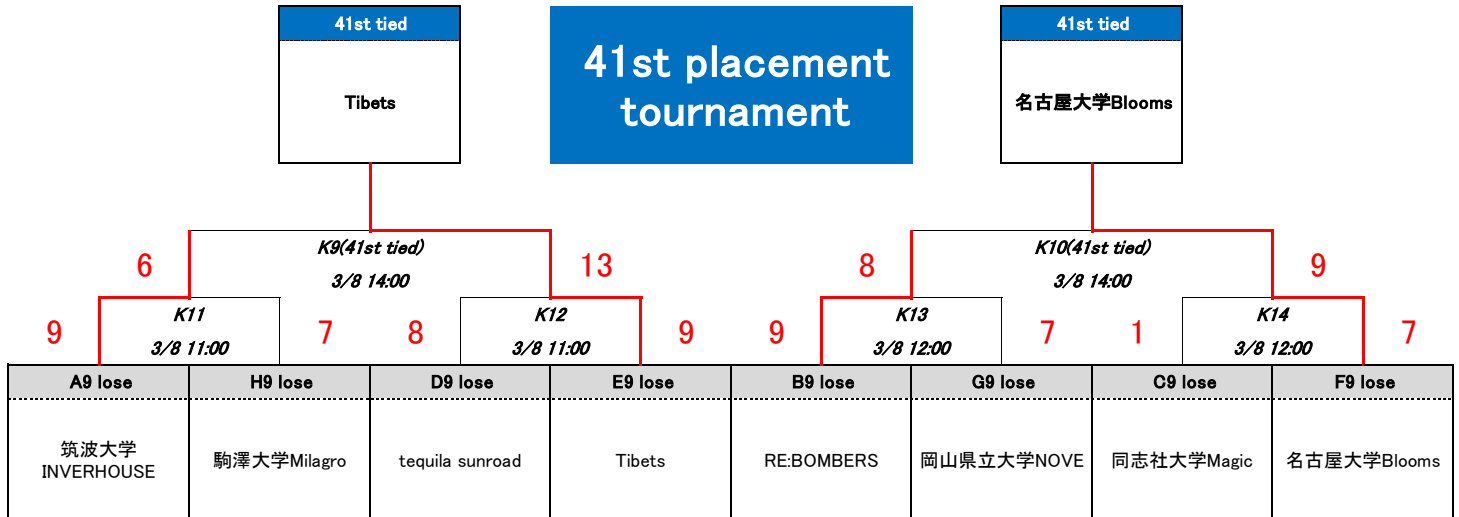 41st tied
41st placement
tournament
41st tied
Tibets
名古屋大学Blooms
K9(41st tied)
K10(41st tied)
6
13
8
9
3/8 14:00
3/8 14:00
K11
K12
K13
K14
9
7
8
9
9
7
1
7
3/8 11:00
3/8 11:00
3/8 12:00
3/8 12:00
A9 lose
H9 lose
D9 lose
E9 lose
B9 lose
G9 lose
C9 lose
F9 lose
筑波大学
INVERHOUSE
駒澤大学Milagro
tequila sunroad
Tibets
RE:BOMBERS
岡山県立大学NOVE
同志社大学Magic
名古屋大学Blooms